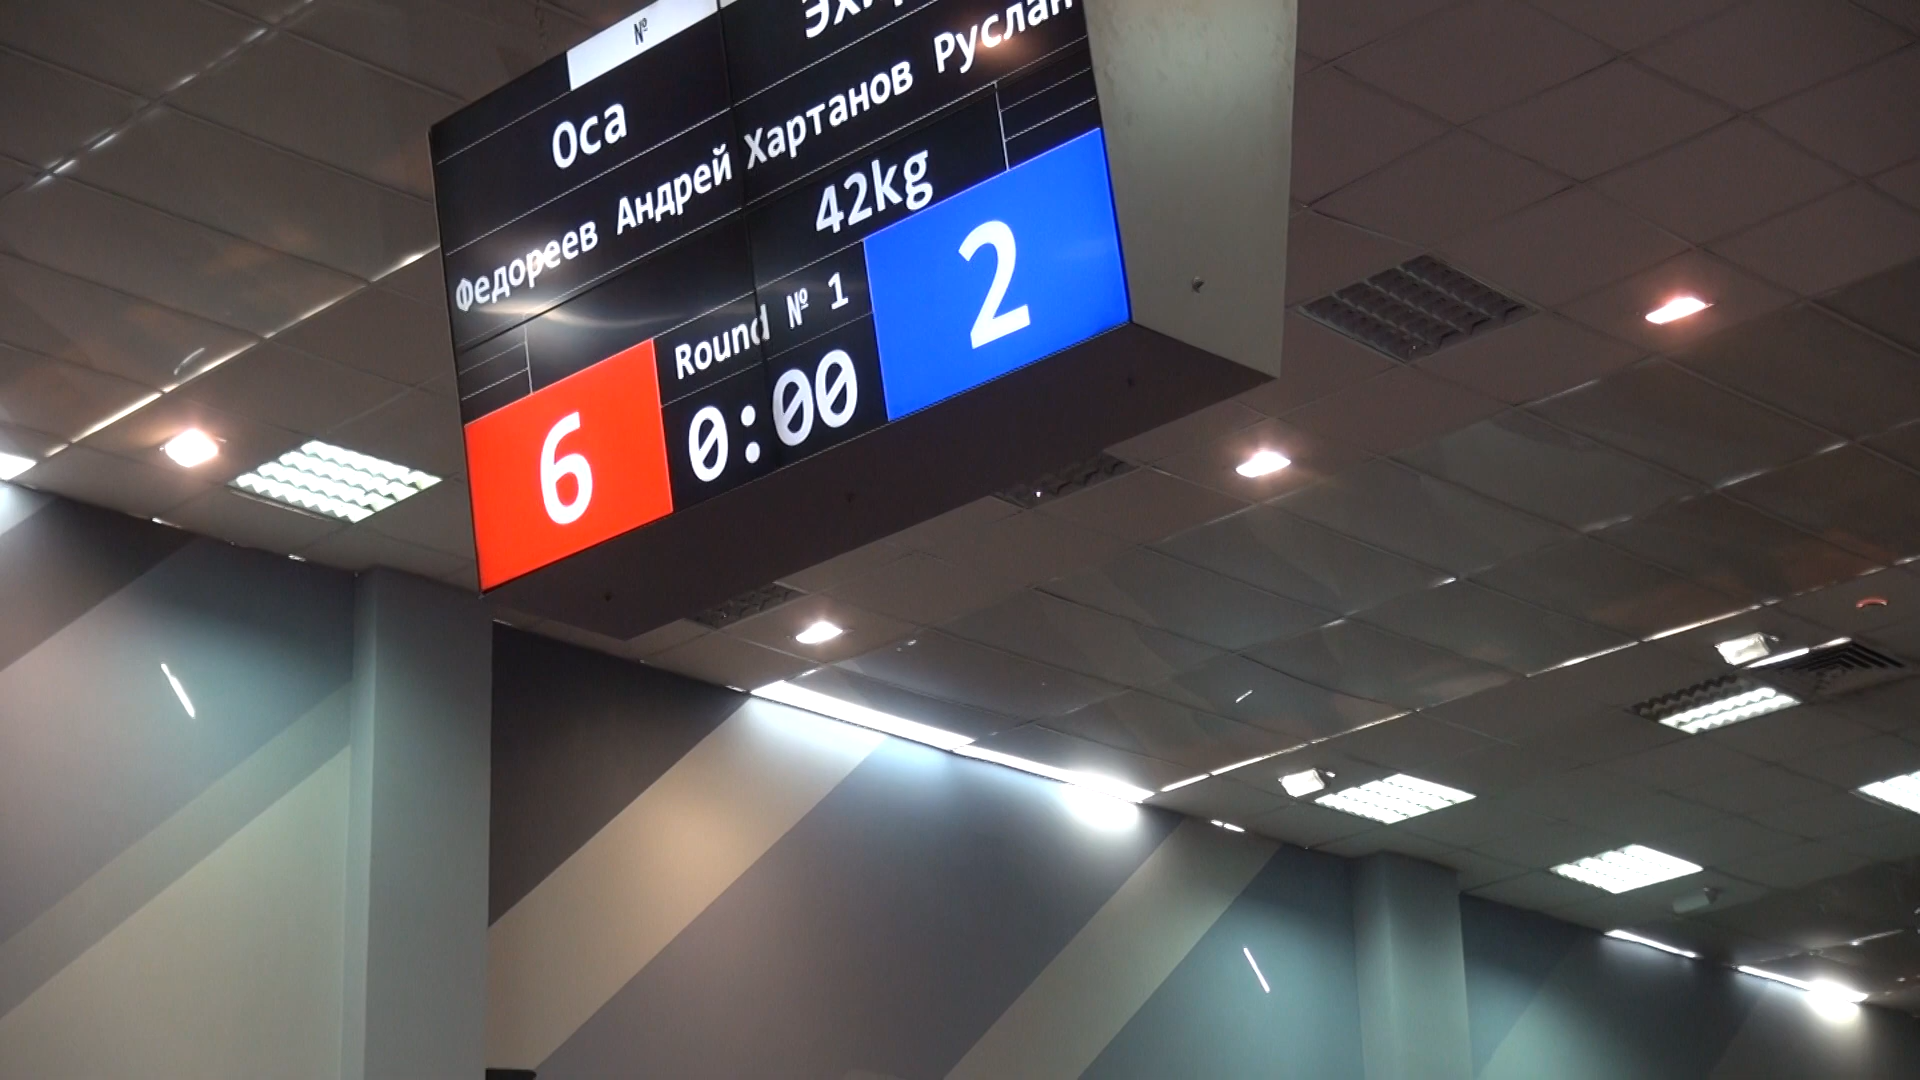 №
Оса
Федореев Андрей Хартанов Руслан
42kg
Round № 1
6 0:00 2